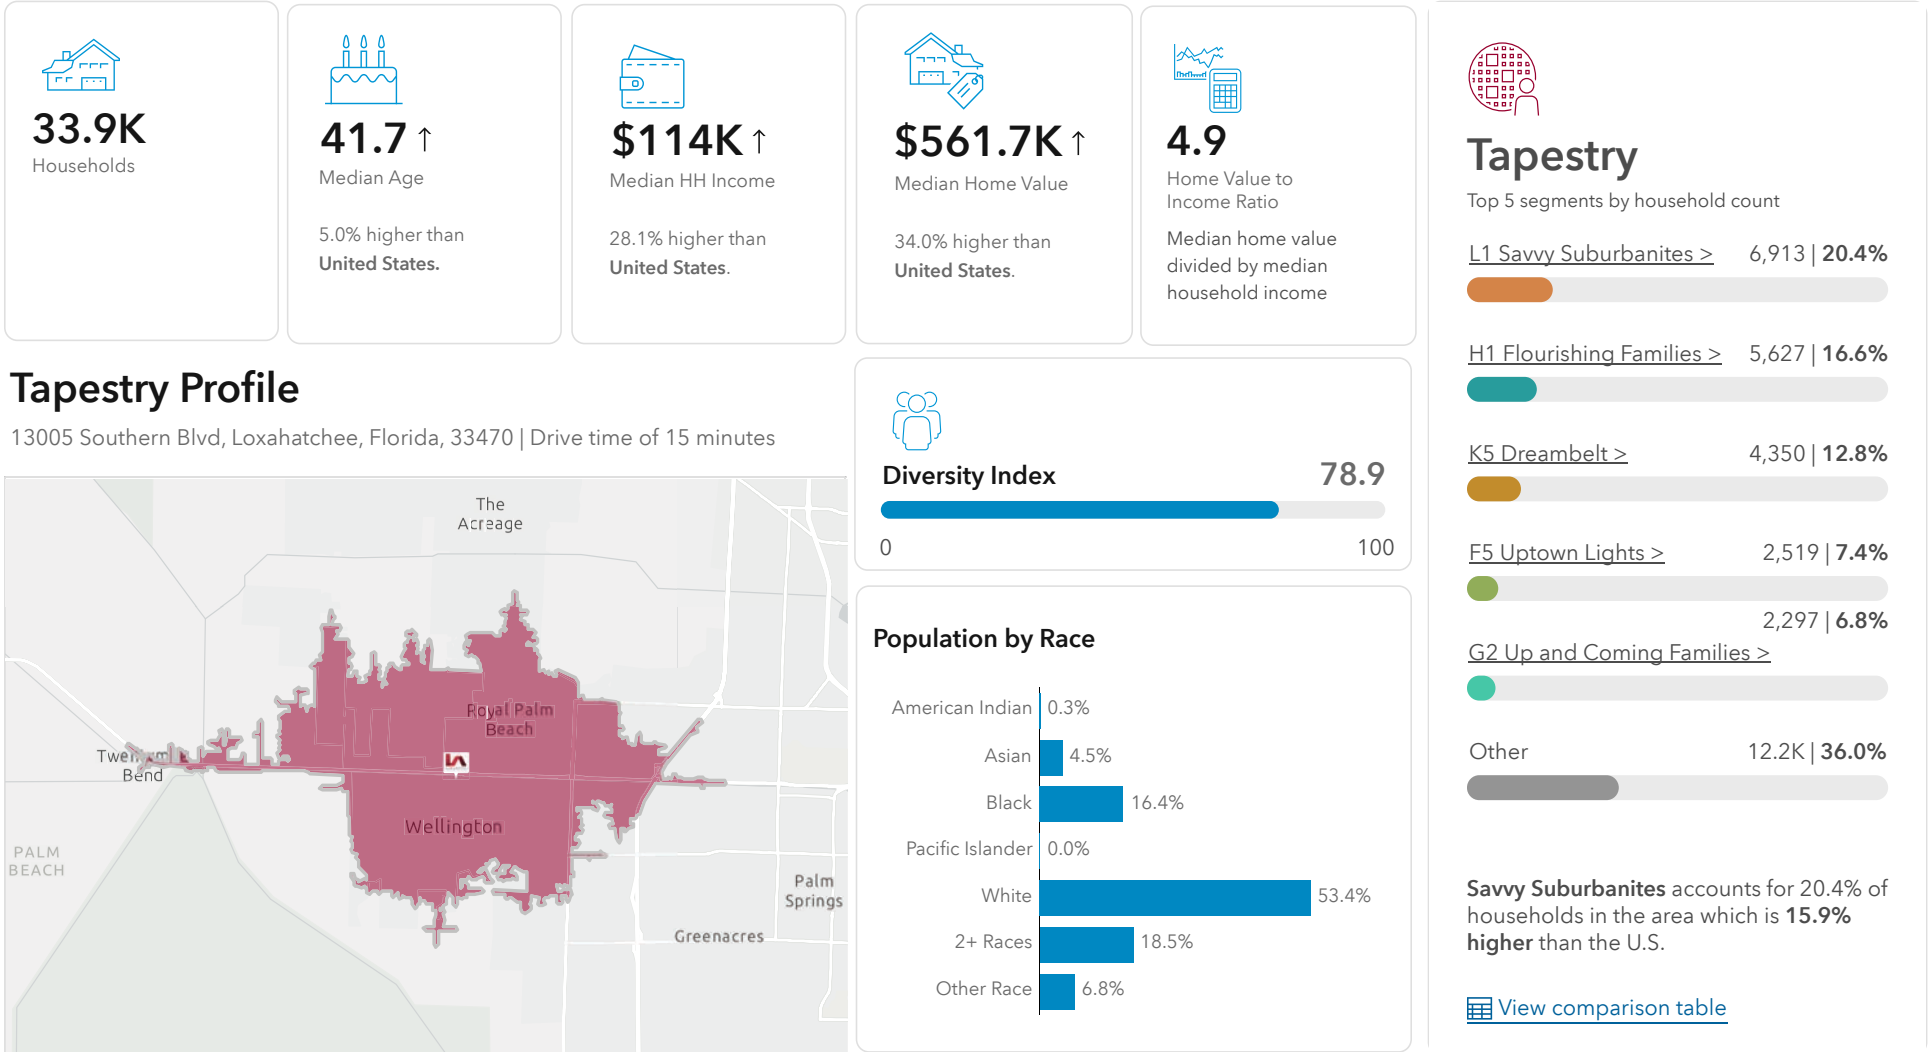 33.9K
Households
41.7 ↑
Median Age
5.0% higher than
United States.
$114K ↑
Median HH Income
28.1% higher than
United States.
$561.7K ↑
Median Home Value
34.0% higher than
United States.
4.9
Home Value to
Income Ratio
Median home value
divided by median
household income
Tapestry Profile
13005 Southern Blvd, Loxahatchee, Florida, 33470 | Drive time of 15 minutes
The
Acreage
Royal Palm
Beach
Bend
Wellington
PALM
BEACH
Palm
Springs
Greenacres
Diversity Index 78.9
0 100
Population by Race
American Indian 0.3%
Asian 4.5%
Black 16.4%
Pacific Islander 0.0%
White 53.4%
2+ Races 18.5%
Other Race 6.8%
Tapestry
Top 5 segments by household count
L1 Savvy Suburbanites > 6,913 | 20.4%
H1 Flourishing Families > 5,627 | 16.6%
K5 Dreambelt > 4,350 | 12.8%
F5 Uptown Lights > 2,519 | 7.4%
2,297 | 6.8%
G2 Up and Coming Families >
Other 12.2K | 36.0%
Savvy Suburbanites accounts for 20.4% of
households in the area which is 15.9%
higher than the U.S.
View comparison table